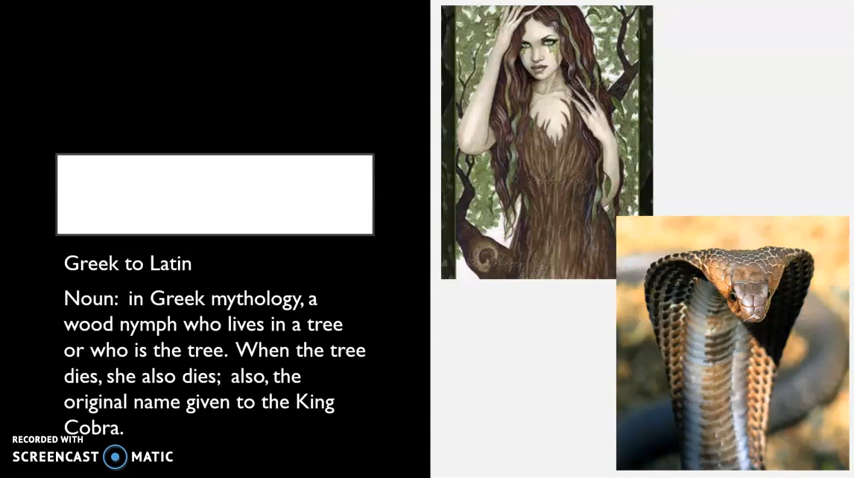 Greek to Latin
Noun: in Greek mythology, a
wood nymph who lives in a tree
or who is the tree. When the tree
dies, she also dies; also, the
original name given to the King
Cobra.
RECORDED WITH
SCREENCAST MATIC